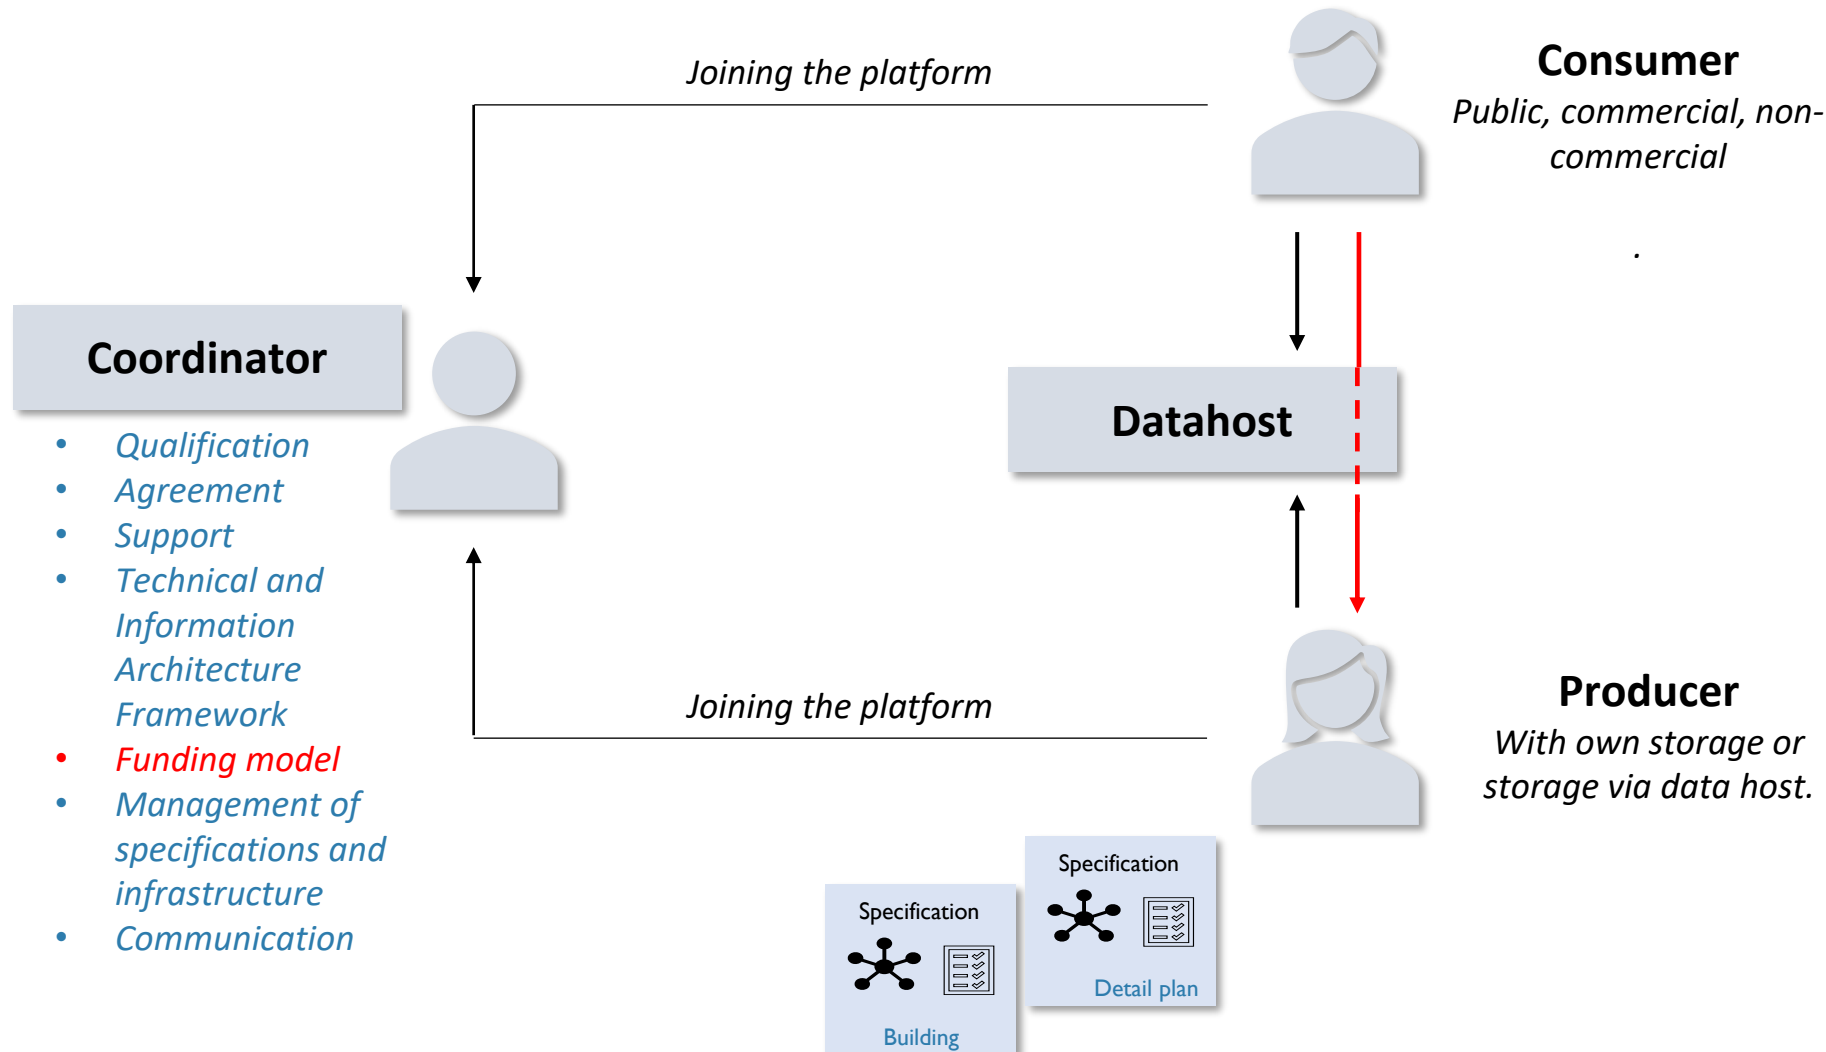 Joining the platform
Consumer
Public, commercial, non-
commercial
.
Coordinator
• Qualification
• Agreement
• Support
• Technical and
Information
Architecture
Framework
• Funding model
• Management of
specifications and
infrastructure
• Communication
Datahost
Joining the platform
Producer
With own storage or
storage via data host.
Specification
Detail plan
Specification
Building